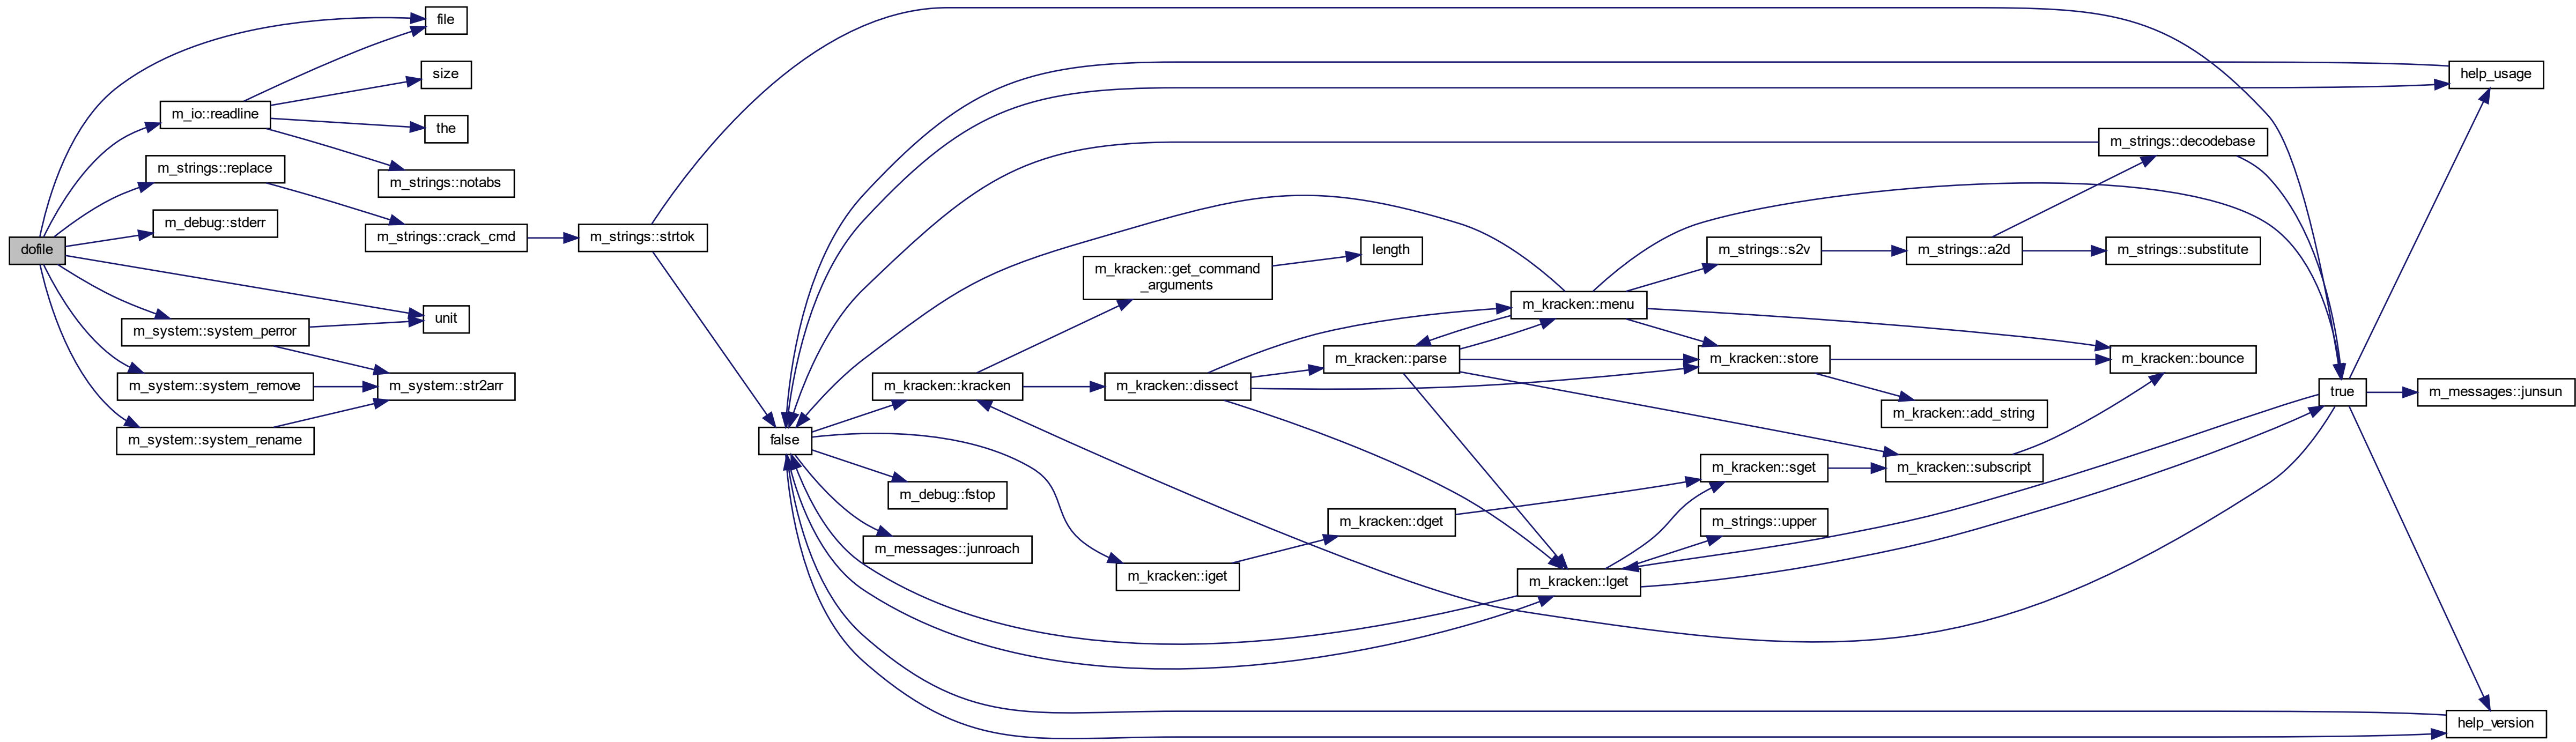 dofile
file
m_io::readline
size
the
m_strings::notabs
m_strings::replace
m_strings::crack_cmd
m_debug::stderr
unit
m_system::system_perror
m_system::system_remove
m_system::str2arr
m_system::system_rename
m_strings::strtok
false
m_kracken::kracken
m_debug::fstop
m_messages::junroach
m_kracken::get_command
_arguments
length
m_kracken::dissect
m_kracken::iget
m_kracken::parse
m_kracken::dget
m_kracken::menu
m_kracken::lget
m_strings::s2v
m_kracken::store
m_kracken::sget
m_strings::upper
m_strings::a2d
m_kracken::add_string
m_kracken::subscript
m_strings::decodebase
m_strings::substitute
m_kracken::bounce
true
help_usage
m_messages::junsun
help_version